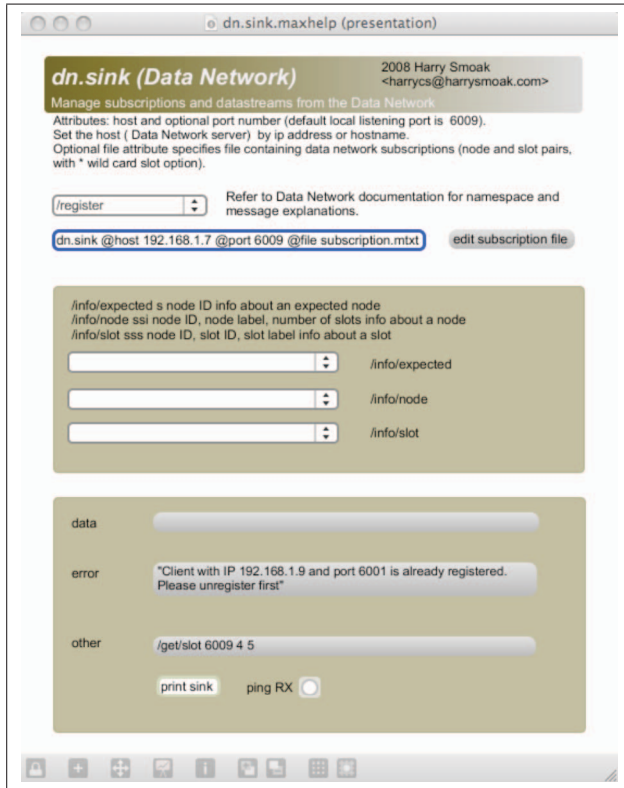 dn.sink.maxhelp (presentation)
dn.sink (Data Network)
2008 Harry Smoak
<harrycs@harrysmoak.com>
Manage subscriptions and datastreams from the Data Network
Attributes: host and optional port number (default local listening port is 6009).
Set the host ( Data Network server) by ip address or hostname.
Optional file attribute specifies file containing data network subscriptions (node and slot pairs,
with * wild card slot option).
/register
Refer to Data Network documentation for namespace and
message explanations.
dn.sink @host 192.168.1.7 @port 6009 @file subscription.mtxt
edit subscription file
/info/expected s node ID info about an expected node
/info/node ssi node ID, node label, number of slots info about a node
/info/slot sss node ID, slot ID, slot label info about a slot
/info/expected
/info/node
/info/slot
data
error
"Client with IP 192.168.1.9 and port 6001 is already registered.
Please unregister first"
other
/get/slot 6009 4 5
print sink
ping RX